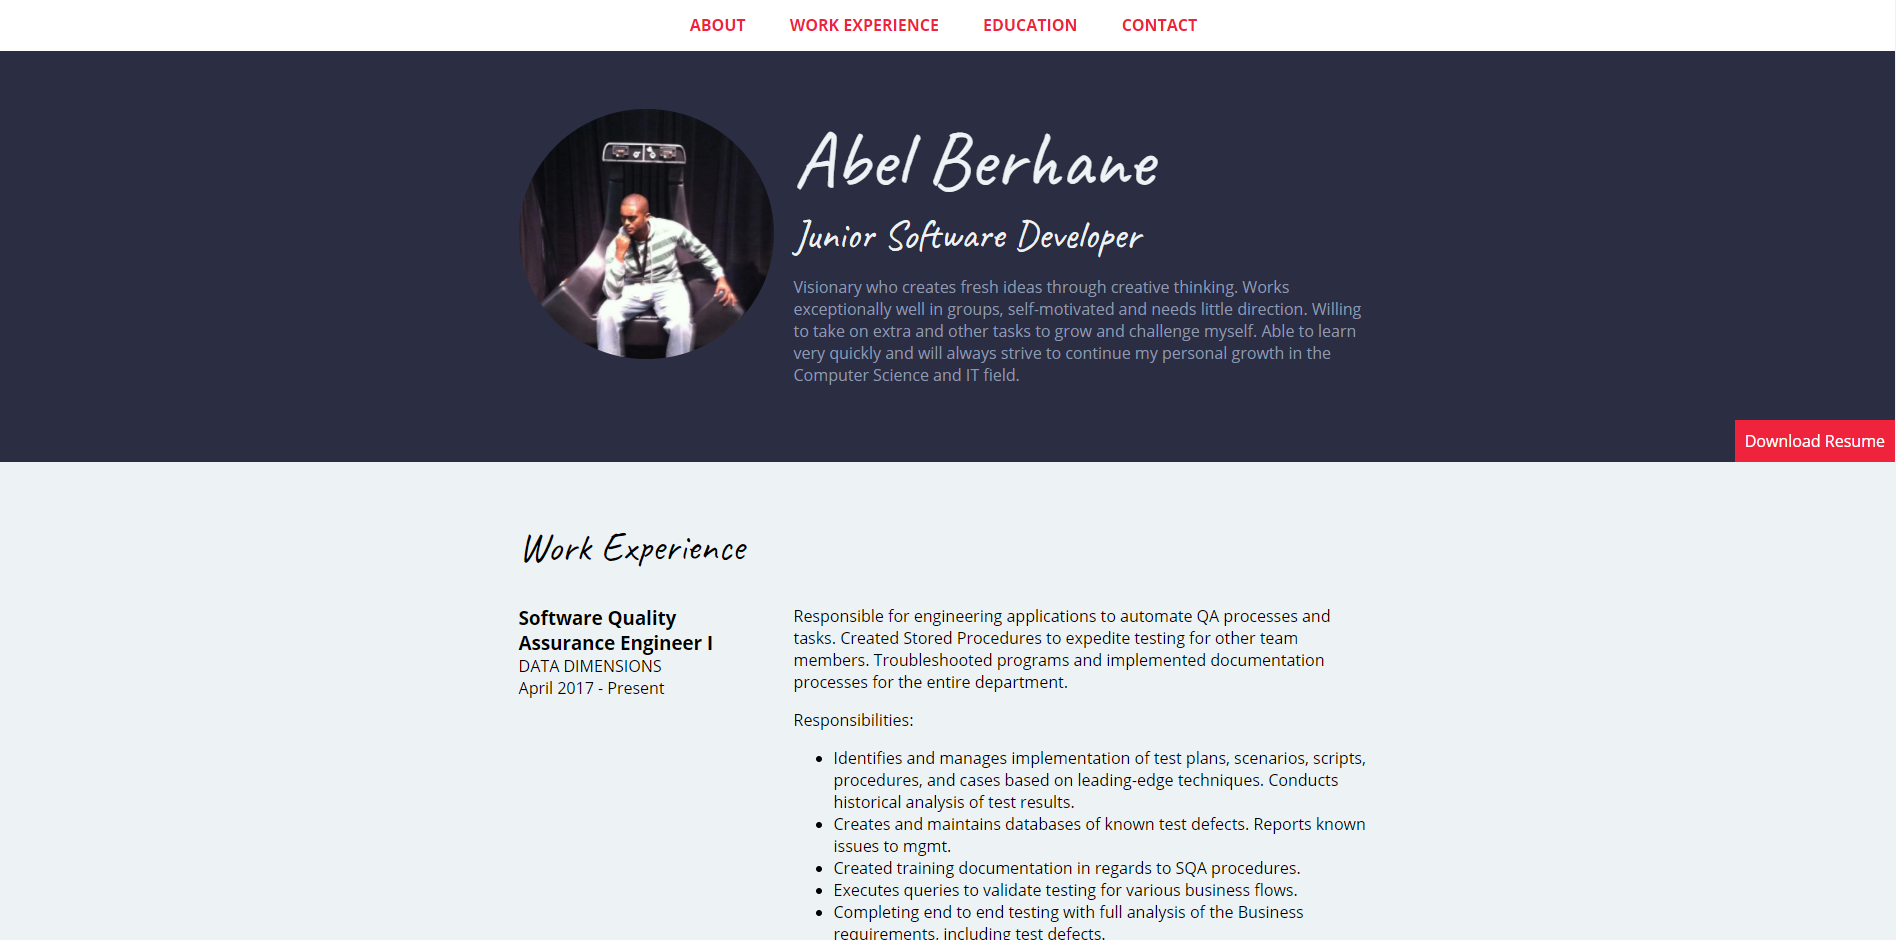 ABOUT WORK EXPERIENCE EDUCATION CONTACT
Abel Berhane
Junior Software Developer
Visionary who creates fresh ideas through creative thinking. Works
exceptionally well in groups, self-motivated and needs little direction. Willing
to take on extra and other tasks to grow and challenge myself. Able to learn
very quickly and will always strive to continue my personal growth in the
Computer Science and IT field.
Download Resume
Work Experience
Software Quality
Assurance Engineer I
DATA DIMENSIONS
April 2017 - Present
Responsible for engineering applications to automate QA processes and
tasks. Created Stored Procedures to expedite testing for other team
members. Troubleshooted programs and implemented documentation
processes for the entire department.
Responsibilities:
• Identifies and manages implementation of test plans, scenarios, scripts,
procedures, and cases based on leading-edge techniques. Conducts
historical analysis of test results.
• Creates and maintains databases of known test defects. Reports known
issues to mgmt.
• Created training documentation in regards to SQA procedures.
• Executes queries to validate testing for various business flows.
• Completing end to end testing with full analysis of the Business
requirements, including test defects.